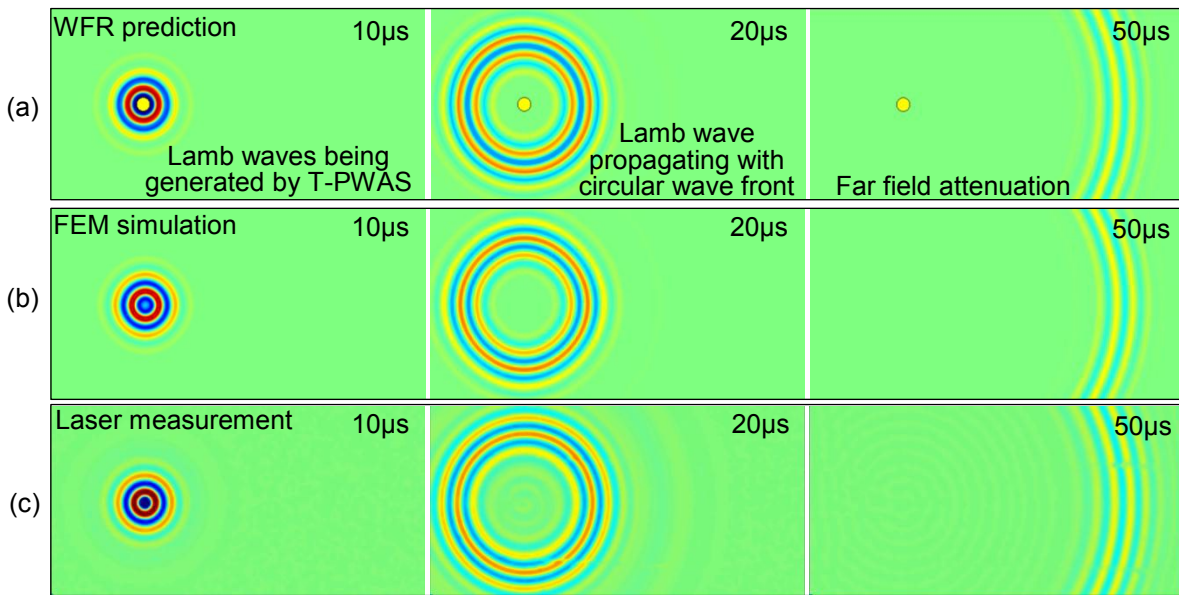 WFR prediction
10µs
20µs
50µs
(a)
Lamb waves being
generated by T-PWAS
Lamb wave
propagating with
circular wave front
Far field attenuation
FEM simulation
10µs
20µs
50µs
(b)
Laser measurement
10µs
20µs
50µs
(c)